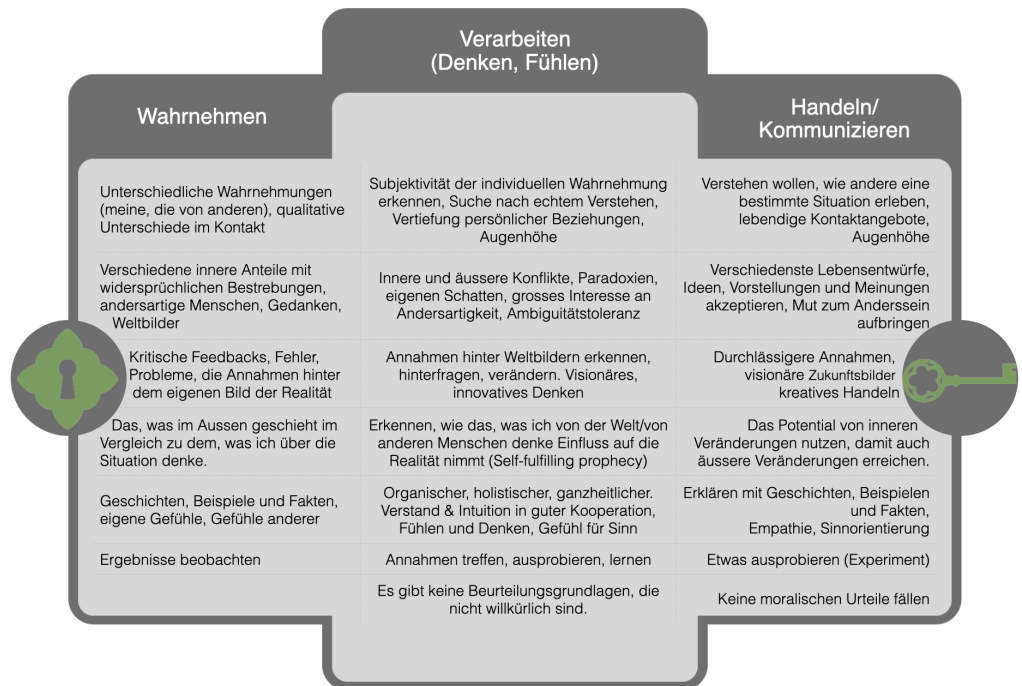 Verarbeiten
(Denken, Fühlen)
Wahrnehmen
Handeln/
Kommunizieren
Unterschiedliche Wahrnehmungen
(meine, die von anderen), qualitative
Unterschiede im Kontakt
Subjektivität der individuellen Wahrnehmung
erkennen, Suche nach echtem Verstehen,
Vertiefung persönlicher Beziehungen,
Augenhöhe
Verstehen wollen, wie andere eine
bestimmte Situation erleben,
lebendige Kontaktangebote,
Augenhöhe
Verschiedene innere Anteile mit
widersprüchlichen Bestrebungen,
andersartige Menschen, Gedanken,
Weltbilder
Innere und äussere Konflikte, Paradoxien,
eigenen Schatten, grosses Interesse an
Andersartigkeit, Ambiguitätstoleranz
Verschiedenste Lebensentwürfe,
Ideen, Vorstellungen und Meinungen
akzeptieren, Mut zum Anderssein
aufbringen
Kritische Feedbacks, Fehler,
Probleme, die Annahmen hinter
dem eigenen Bild der Realität
Annahmen hinter Weltbildern erkennen,
hinterfragen, verändern. Visionäres,
innovatives Denken
Durchlässigere Annahmen,
visionäre Zukunftsbilder
kreatives Handeln
Das, was im Aussen geschieht im
Vergleich zu dem, was ich über die
Situation denke.
Erkennen, wie das, was ich von der Welt/von
anderen Menschen denke Einfluss auf die
Realität nimmt (Self-fulfilling prophecy)
Das Potential von inneren
Veränderungen nutzen, damit auch
äussere Veränderungen erreichen.
Geschichten, Beispiele und Fakten,
eigene Gefühle, Gefühle anderer
Organischer, holistischer, ganzheitlicher.
Verstand & Intuition in guter Kooperation,
Fühlen und Denken, Gefühl für Sinn
Erklären mit Geschichten, Beispielen
und Fakten,
Empathie, Sinnorientierung
Ergebnisse beobachten
Annahmen treffen, ausprobieren, lernen
Etwas ausprobieren (Experiment)
Es gibt keine Beurteilungsgrundlagen, die
nicht willkürlich sind.
Keine moralischen Urteile fällen